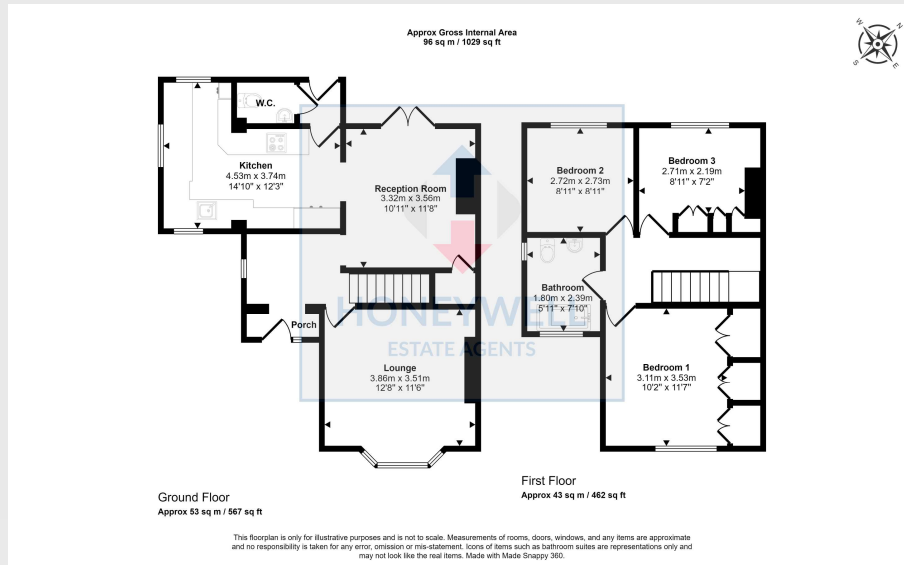 Approx Gross Internal Area
96 sq m / 1029 sq ft
W
N
S
E
W.C.
Kitchen
4.53m x 3.74m
14'10" x 12'3"
Reception Room
3.32m x 3.56m
10'11" x 11'8"
Bedroom 2
2.72m x 2.73m
8'11" x 8'11"
Bedroom 3
2.71m x 2.19m
8'11" x 7'2"
Bathroom
1.80m x 2.39m
5'11" x 7'10"
Porch
HONEYWELL
ESTATE AGENTS
Lounge
3.86m x 3.51m
12'8" x 11'6"
Bedroom 1
3.11m x 3.53m
10'2" x 11'7"
Ground Floor
Approx 53 sq m / 567 sq ft
First Floor
Approx 43 sq m / 462 sq ft
This floorplan is only for illustrative purposes and is not to scale. Measurements of rooms, doors, windows, and any items are approximate
and no responsibility is taken for any error, omission or mis-statement. Icons of items such as bathroom suites are representations only and
may not look like the real items. Made with Made Snappy 360.